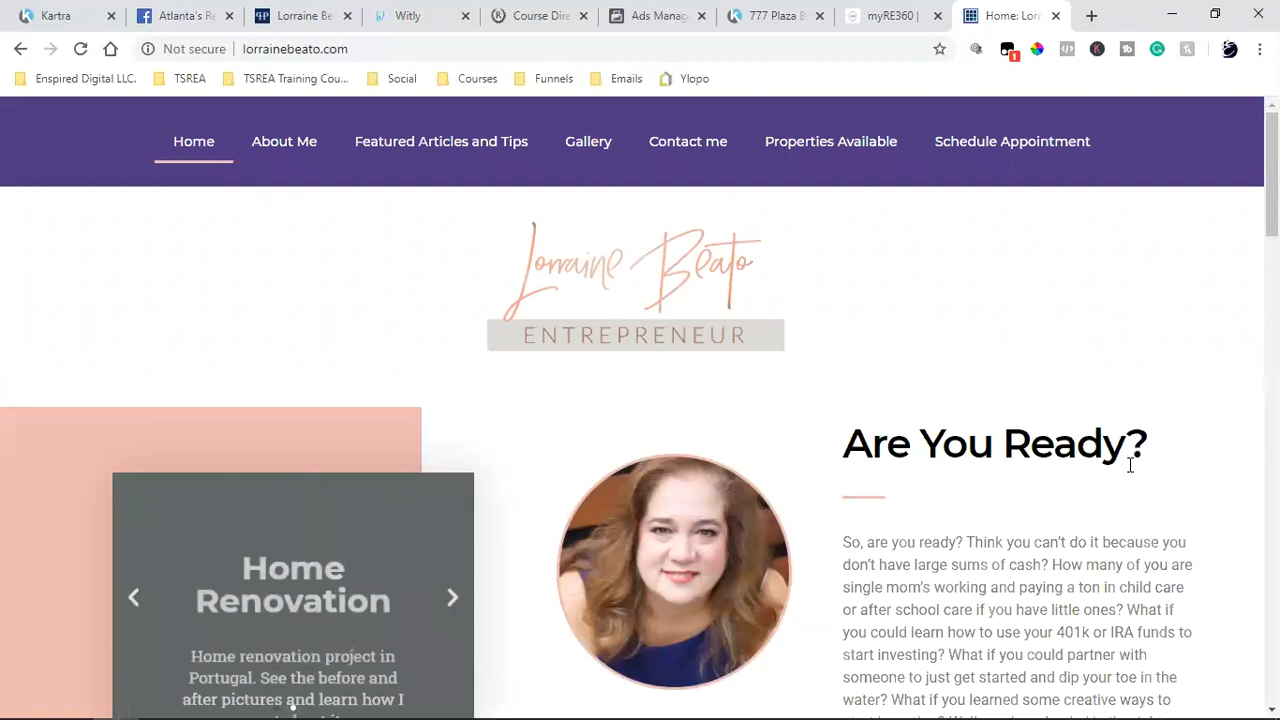 Kartra
Atlanta's R
Lorraine Be
Witly
Course Dire
Ads Manag
777 Plaza B
myRE360 |
Home: Lorr
Not secure | lorrainebeato.com
1
Enspired Digital LLC.
TSREA
TSREA Training Cou...
Social
Courses
Funnels
Emails
Ylopo
Home
About Me
Featured Articles and Tips
Gallery
Contact me
Properties Available
Schedule Appointment
Lorraine Beato
ENTREPRENEUR
Home
Renovation
Home renovation project in
Portugal. See the before and
after pictures and learn how I
Are You Ready?
So, are you ready? Think you can't do it because you
don't have large sums of cash? How many of you are
single mom's working and paying a ton in child care
or after school care if you have little ones? What if
you could learn how to use your 401k or IRA funds to
start investing? What if you could partner with
someone to just get started and dip your toe in the
water? What if you learned some creative ways to